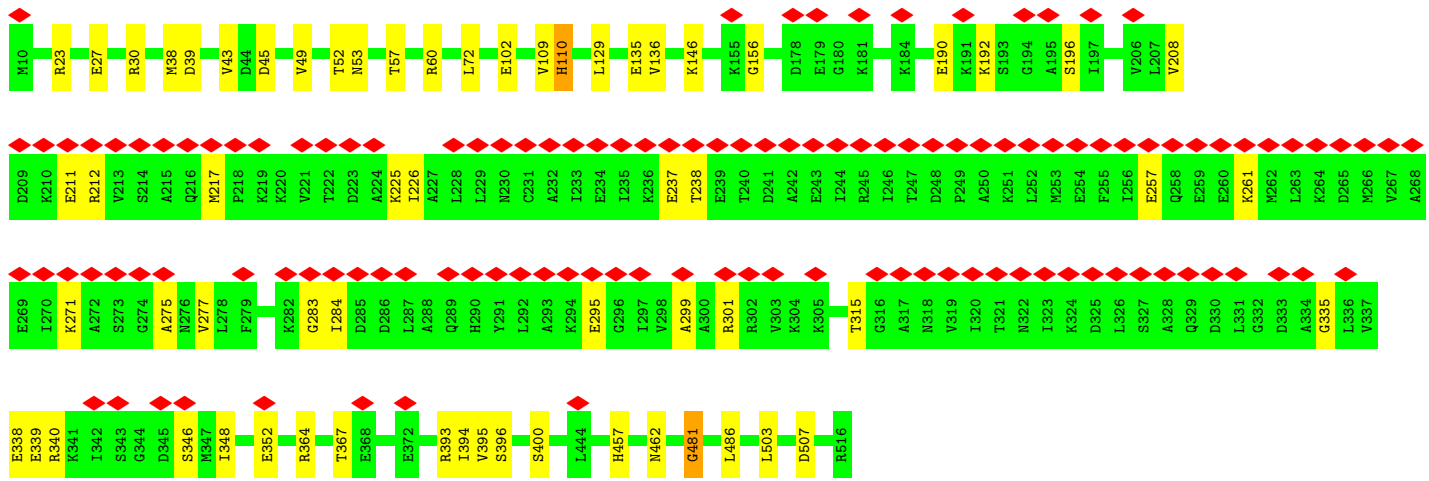 M10 R23 E27 R30 M38 D39 V43 D44 D45 V49 T52 N53 T57 R60 L72 E102 V109 H110 L129 E135 V136 K146 K155 G156 D178 E179 G180 K181 K184 E190 K191 K192 S193 G194 A195 S196 I197 V206 L207 V208
D209 K210 E211 R212 V213 S214 A215 Q216 M217 P218 K219 K220 V221 T222 D223 A224 K225 I226 A227 L228 L229 N230 C231 A232 I233 E234 I235 K236 E237 T238 E239 T240 D241 A242 E243 I244 R245 I246 T247 D248 P249 A250 K251 L252 M253 E254 F255 I256 E257 Q258 E259 E260 K261 M262 L263 K264 D265 M266 V267 A268
E269 I270 K271 A272 S273 G274 A275 N276 V277 L278 F279 K282 G283 I284 D285 D286 L287 A288 Q289 H290 Y291 L292 A293 K294 E295 G296 I297 V298 A299 A300 R301 R302 V303 K304 K305 T315 G316 A317 N318 V319 I320 T321 N322 I323 K324 D325 L326 S327 A328 Q329 D330 L331 G332 D333 A334 G335 L336 V337
E338 E339 R340 K341 I342 S343 G344 D345 S346 M347 I348 E352 R364 T367 E368 E372 R393 I394 V395 S396 S400 L444 H457 N462 G481 L486 L503 D507 R516